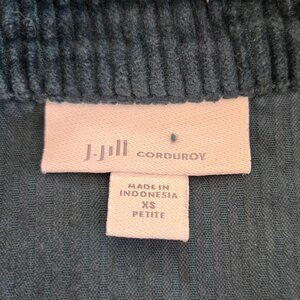 J.Jill CORDUROY
MADE IN
INDONESIA
XS
PETITE